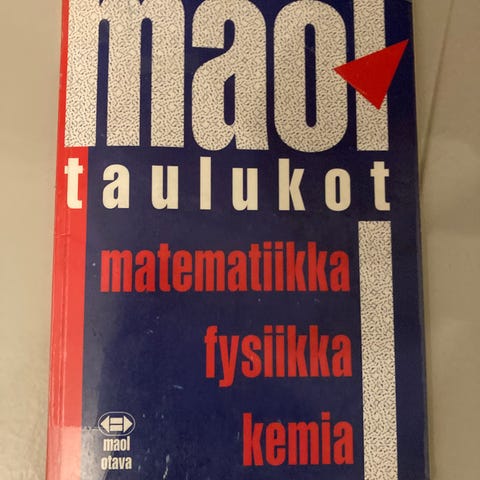 maol
taulukot
matematiikka
fysiikka
kemia
maol
otava